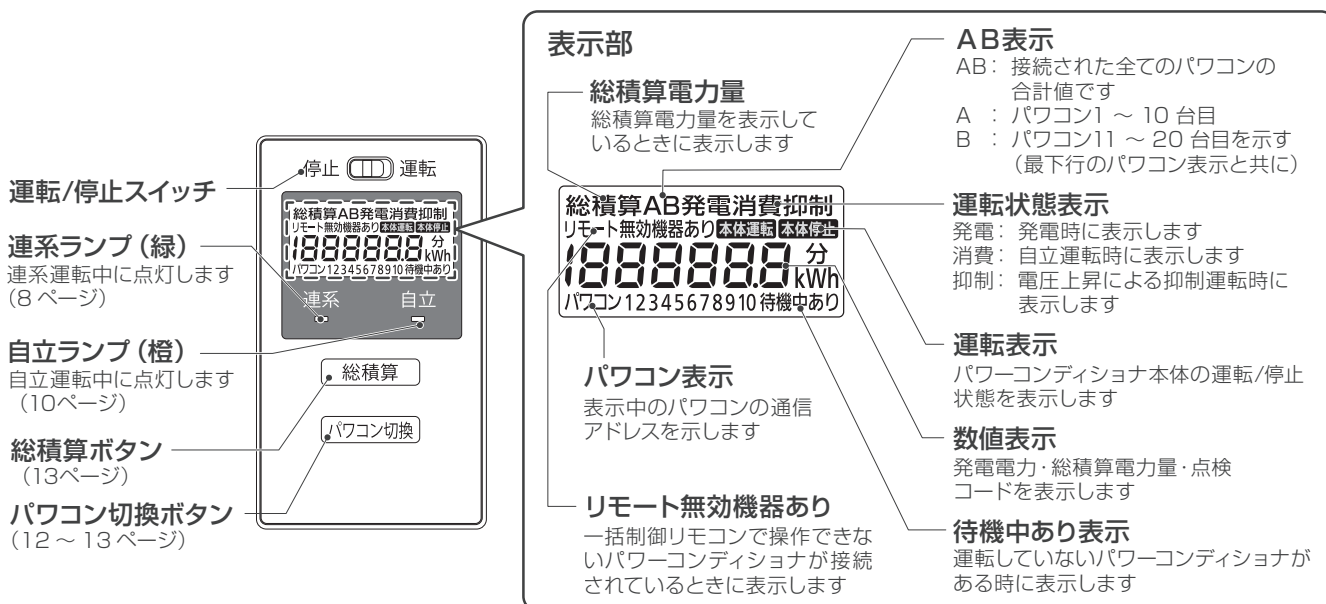 運転/停止スイッチ
連系ランプ（緑）
連系運転中に点灯します
(8 ページ)
自立ランプ（橙）
自立運転中に点灯します
（10ページ）
総積算ボタン
（13ページ）
パワコン切換ボタン
(12 ～ 13 ページ)
停止 運転
総積算AB発電消費抑制
リモート無効機器あり 本体運転 本体停止
188888.8 分 kWh
パワコン12345678910 待機中あり
連系 自立
総積算
パワコン切換
表示部
総積算電力量
総積算電力量を表示して
いるときに表示します
総積算AB発電消費抑制
リモート無効機器あり 本体運転 本体停止
188888.8 分 kWh
パワコン 12345678910 待機中あり
パワコン表示
表示中のパワコンの通信
アドレスを示します
リモート無効機器あり
一括制御リモコンで操作できな
いパワーコンディショナが接続
されているときに表示します
AB表示
AB： 接続された全てのパワコンの
合計値です
A ： パワコン1 ～ 10 台目
B ： パワコン11 ～ 20 台目を示す
（最下行のパワコン表示と共に）
運転状態表示
発電： 発電時に表示します
消費： 自立運転時に表示します
抑制： 電圧上昇による抑制運転時に
表示します
運転表示
パワーコンディショナ本体の運転/停止
状態を表示します
数値表示
発電電力・総積算電力量・点検
コードを表示します
待機中あり表示
運転していないパワーコンディショナが
ある時に表示します